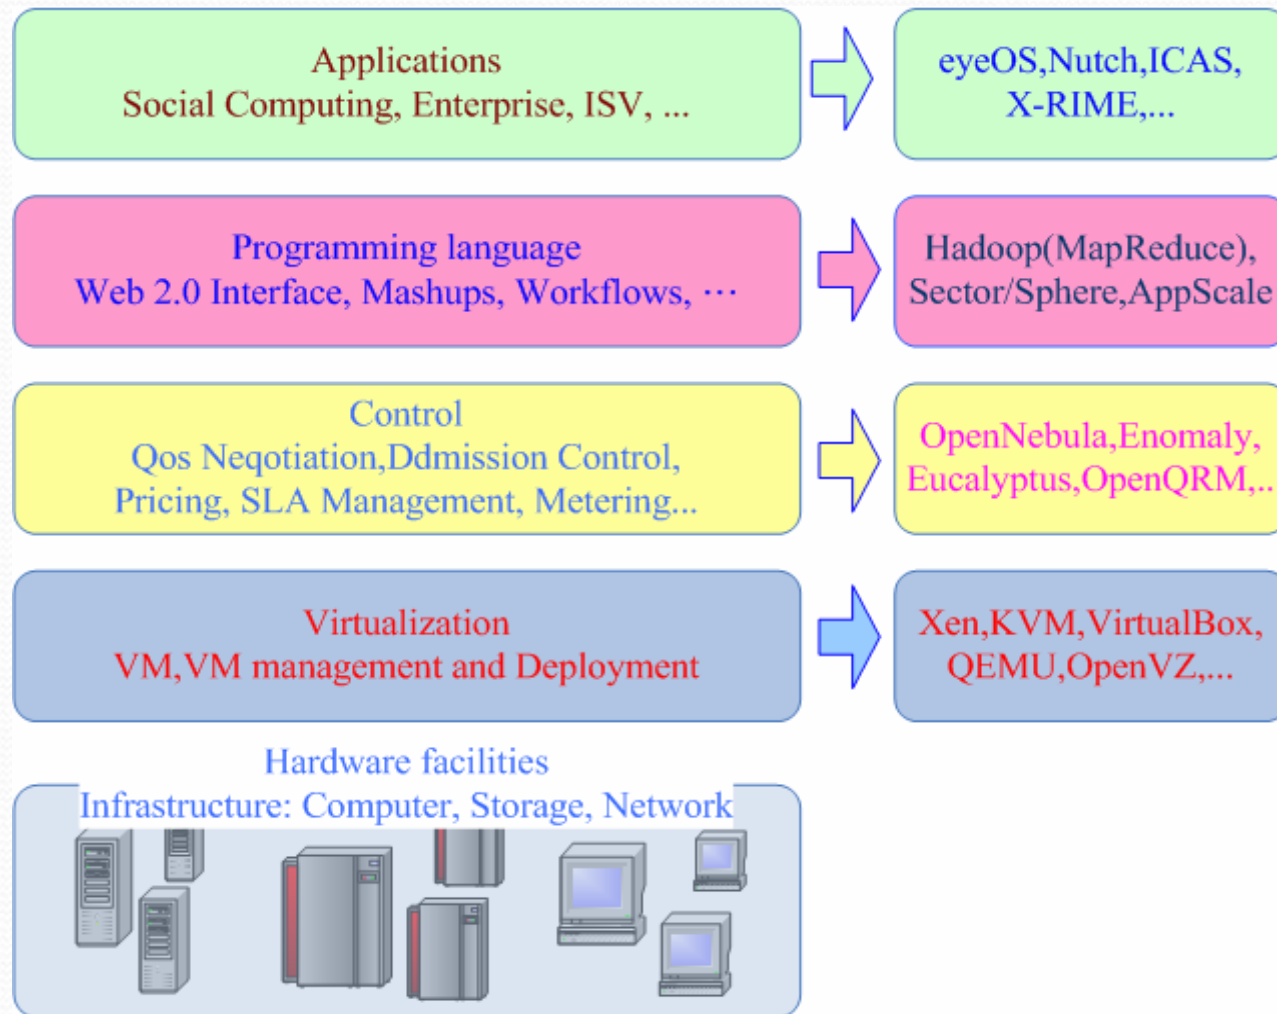 Applications
Social Computing, Enterprise, ISV, ...
eyeOS,Nutch,ICAS,
X-RIME,...
Programming language
Web 2.0 Interface, Mashups, Workflows, ⋯
Hadoop(MapReduce),
Sector/Sphere,AppScale
Control
Qos Neqotiation,Ddmission Control,
Pricing, SLA Management, Metering...
OpenNebula,Enomaly,
Eucalyptus,OpenQRM,..
Virtualization
VM,VM management and Deployment
Xen,KVM,VirtualBox,
QEMU,OpenVZ,...
Hardware facilities
Infrastructure: Computer, Storage, Network